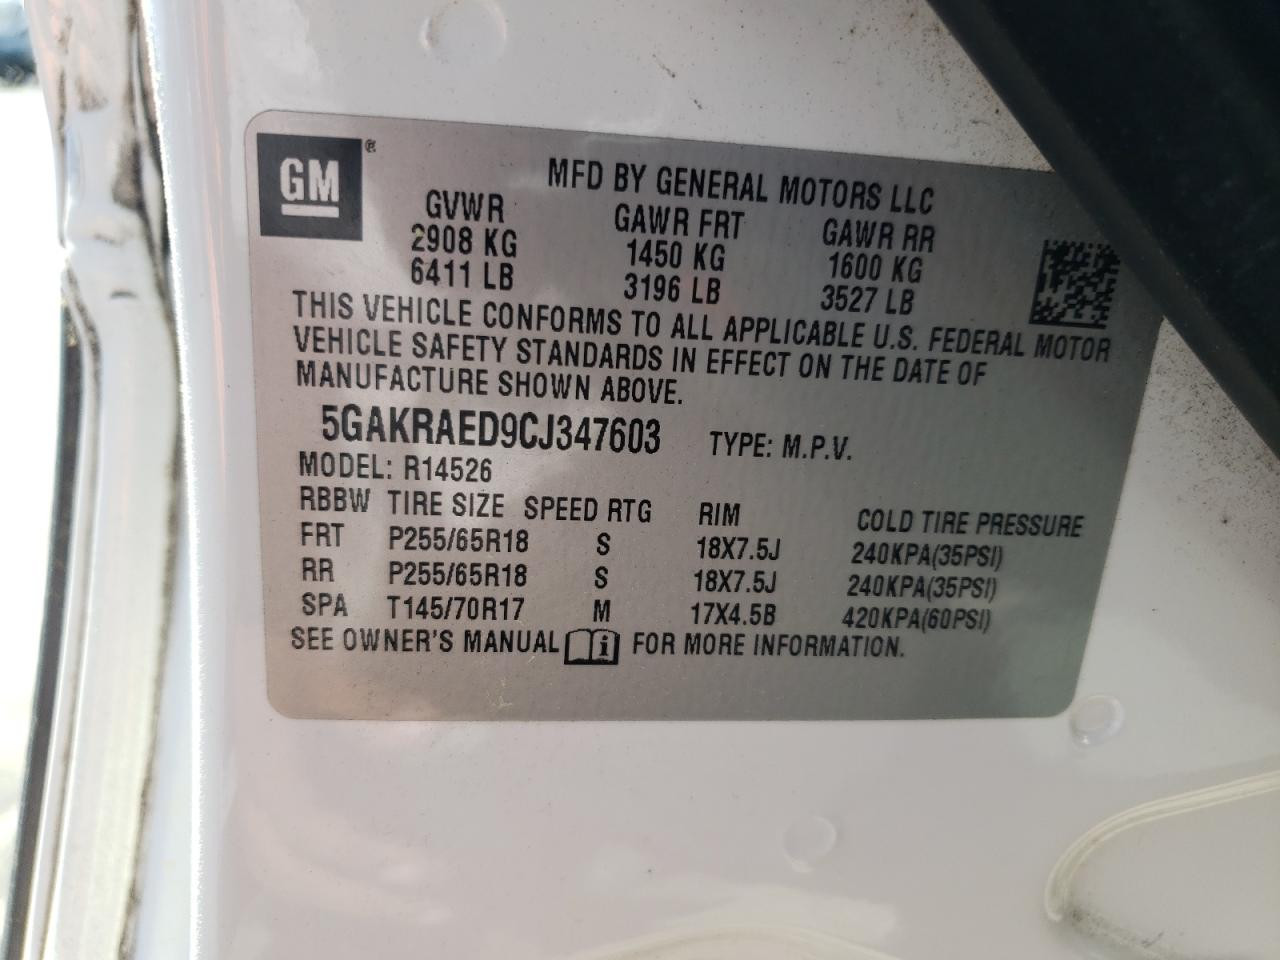 GM®
MFD BY GENERAL MOTORS LLC
GVWR GAWR FRT GAWR RR
2908 KG 1450 KG 1600 KG
6411 LB 3196 LB 3527 LB
THIS VEHICLE CONFORMS TO ALL APPLICABLE U.S. FEDERAL MOTOR
VEHICLE SAFETY STANDARDS IN EFFECT ON THE DATE OF
MANUFACTURE SHOWN ABOVE.
5GAKRAED9CJ347603 TYPE: M.P.V.
MODEL: R14526
RBBW TIRE SIZE SPEED RTG RIM COLD TIRE PRESSURE
FRT P255/65R18 S 18X7.5J 240KPA(35PSI)
RR P255/65R18 S 18X7.5J 240KPA(35PSI)
SPA T145/70R17 M 17X4.5B 420KPA(60PSI)
SEE OWNER'S MANUAL i FOR MORE INFORMATION.